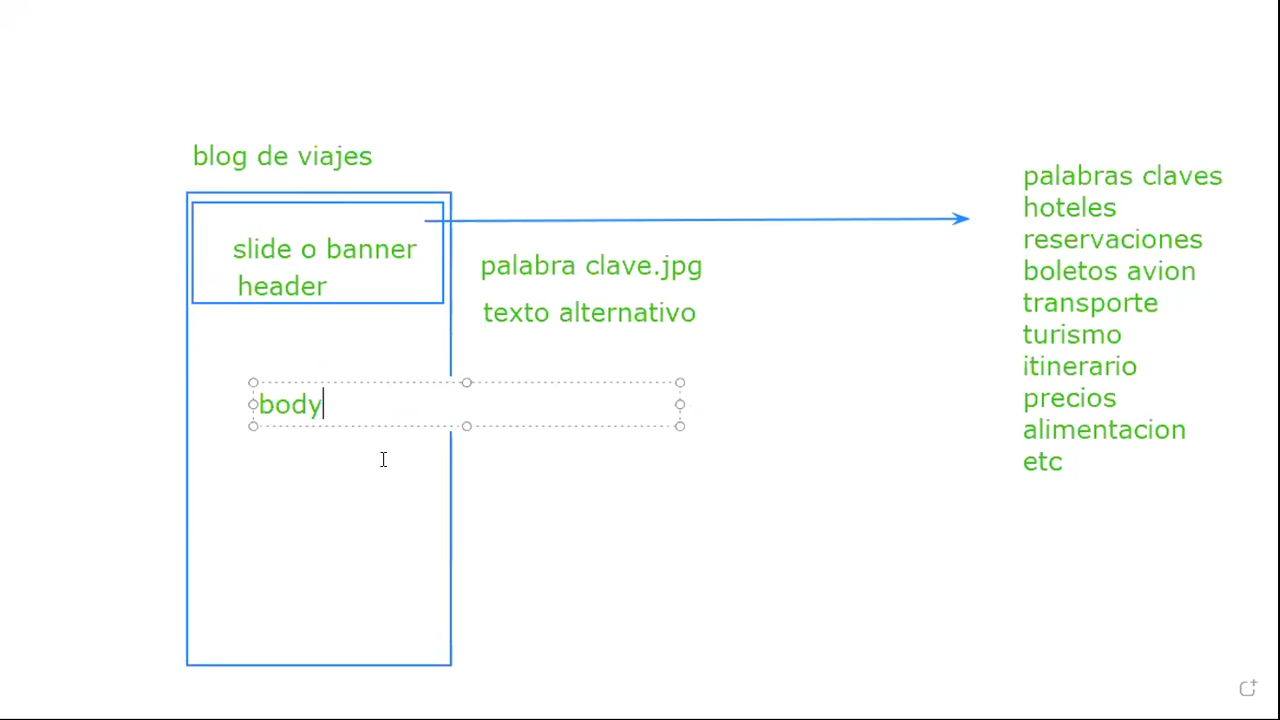 blog de viajes
slide o banner
header
palabra clave.jpg
texto alternativo
body
palabras claves
hoteles
reservaciones
boletos avion
transporte
turismo
itinerario
precios
alimentacion
etc